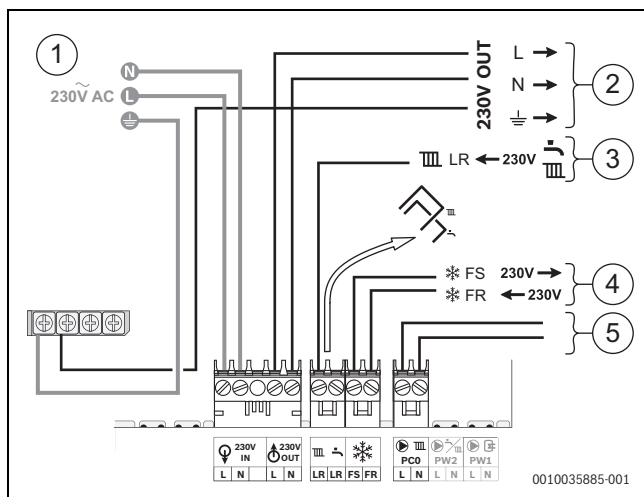 1
N
230V AC L
230V OUT
L
N
2
LR 230V
3
FS 230V
FR 230V
4
5
230V IN
230V OUT
L N L N
LR LR FS FR
PC0
L N
PW2
L N
PW1
L N
0010035885-001